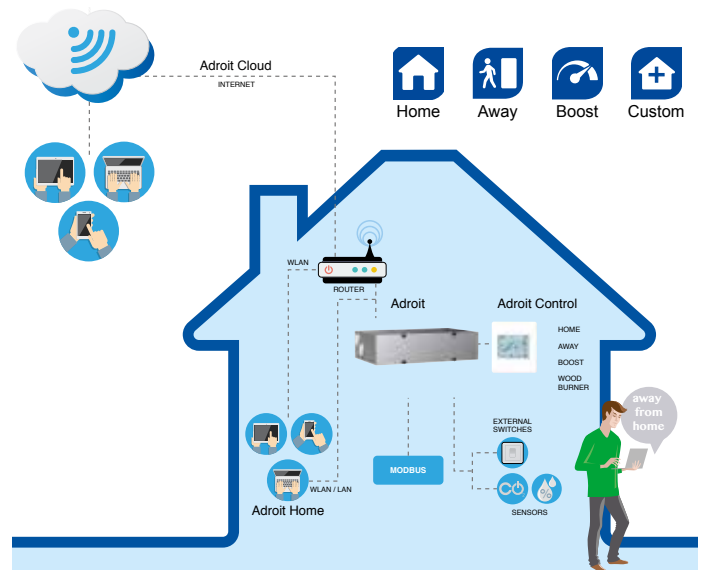 Adroit Cloud
INTERNET
Home
Away
Boost
Custom
WLAN
ROUTER
Adroit
Adroit Control
HOME
AWAY
BOOST
WOOD
BURNER
away
from
home
EXTERNAL
SWITCHES
MODBUS
%
SENSORS
WLAN / LAN
Adroit Home